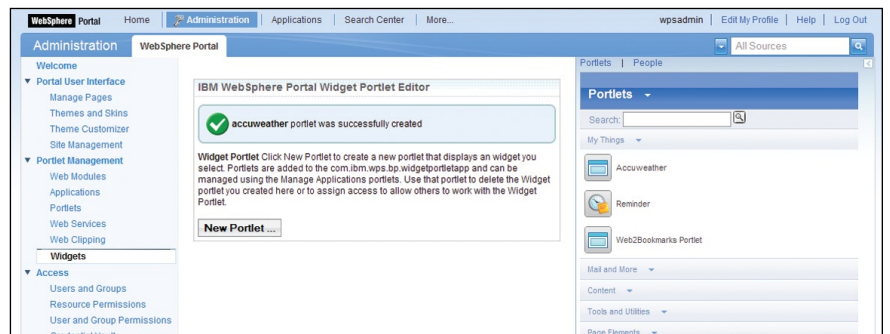 WebSphere Portal Home Administration Applications Search Center More... wpsadmin Edit My Profile Help Log Out
Administration WebSphere Portal All Sources
Welcome
Portal User Interface
Manage Pages
Themes and Skins
Theme Customizer
Site Management
Portlet Management
Web Modules
Applications
Portlets
Web Services
Web Clipping
Widgets
Access
Users and Groups
Resource Permissions
User and Group Permissions
IBM WebSphere Portal Widget Portlet Editor
accuweather portlet was successfully created
Widget Portlet Click New Portlet to create a new portlet that displays an widget you
select. Portlets are added to the com.ibm.wps.bp.widgetportletapp and can be
managed using the Manage Applications portlets. Use that portlet to delete the Widget
portlet you created here or to assign access to allow others to work with the Widget
Portlet.
New Portlet ...
Portlets | People
Portlets
Search:
My Things
Accuweather
Reminder
Web2Bookmarks Portlet
Mail and More
Content
Tools and Utilities
Page Elements